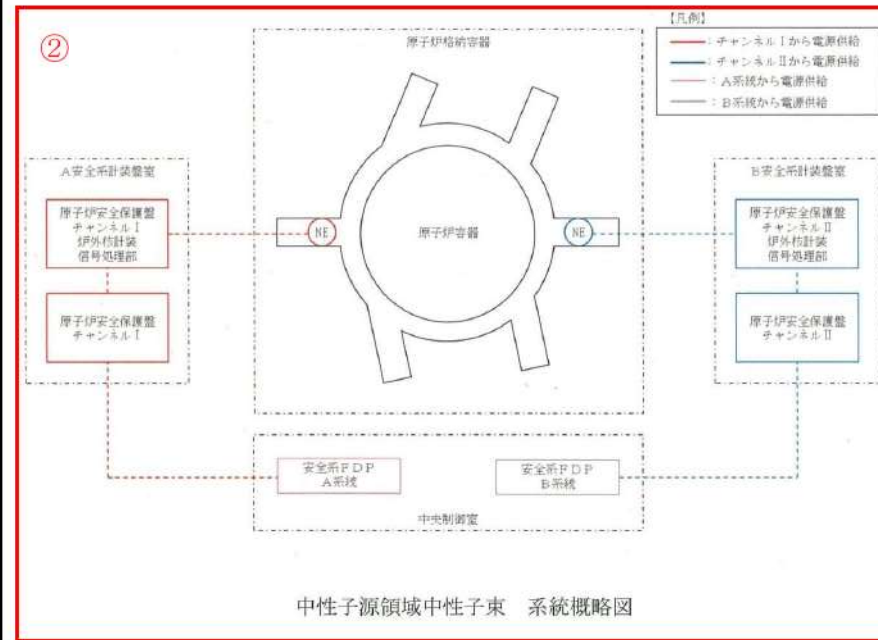 ②
【凡例】
：チャンネルⅠから電源供給
：チャンネルⅡから電源供給
：A系統から電源供給
：B系統から電源供給
原子炉格納容器
A安全系計装盤室
原子炉安全保護盤
チャンネルⅠ
炉外核計装
信号処理部
原子炉安全保護盤
チャンネルⅠ
NE
原子炉容器
NE
B安全系計装盤室
原子炉安全保護盤
チャンネルⅡ
炉外核計装
信号処理部
原子炉安全保護盤
チャンネルⅡ
安全系FDP
A系統
安全系FDP
B系統
中央制御室
中性子源領域中性子束　系統概略図